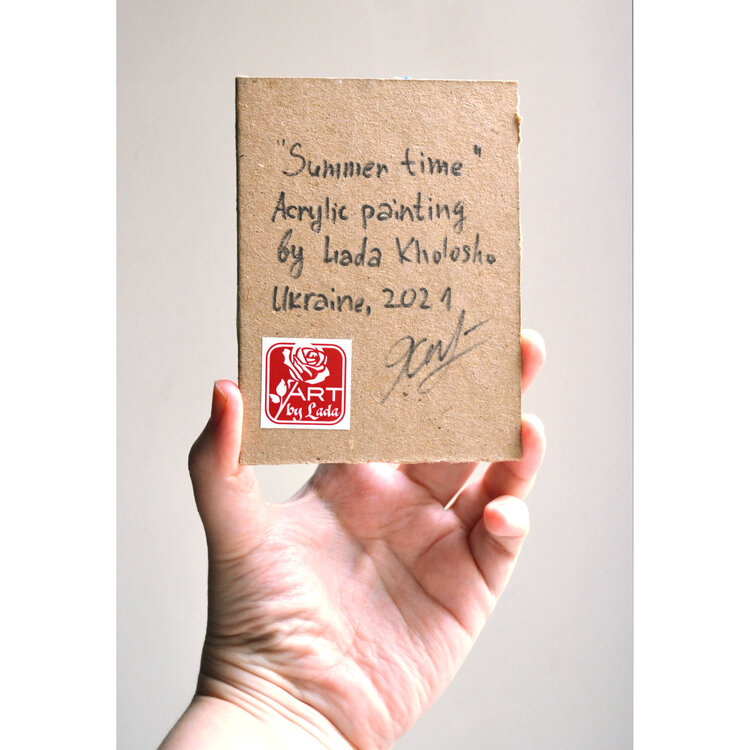 "Summer time"
Acrylic painting
by Lada Kholosho
Ukraine, 2021
ART
by Lada